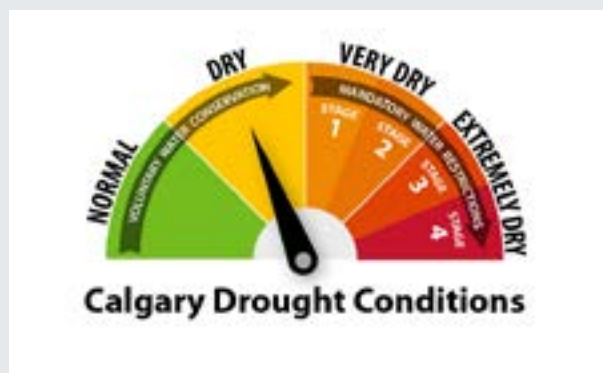 NORMAL
DRY
VERY DRY
EXTREMELY DRY
VOLUNTARY WATER CONSERVATION
MANDATORY WATER RESTRICTIONS
STAGE
1
STAGE
2
STAGE
3
STAGE
4
Calgary Drought Conditions